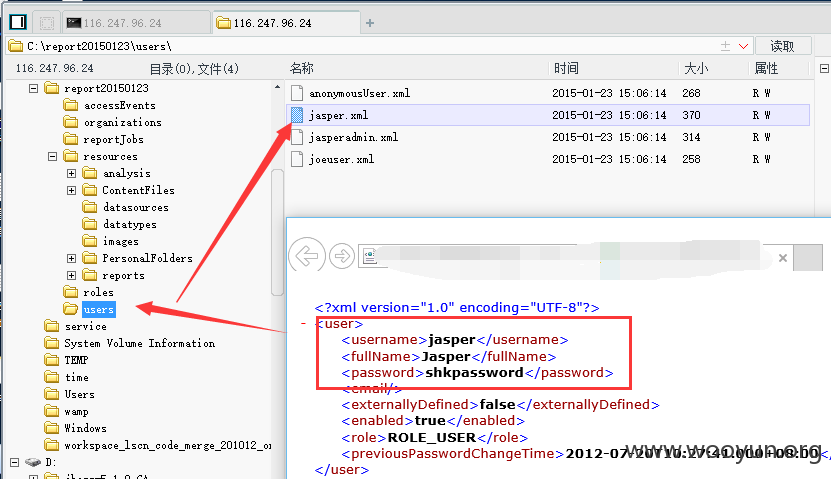 116.247.96.24
116.247.96.24
C:\report20150123\users\
读取
116.247.96.24
目录(0),文件(4)
名称
时间
大小
属性
report20150123
accessEvents
organizations
reportJobs
resources
analysis
ContentFiles
datasources
datatypes
images
PersonalFolders
reports
roles
users
service
System Volume Information
TEMP
time
Users
wamp
Windows
workspace_lscn_code_merge_201012_or
D:
anonymousUser.xml 2015-01-23 15:06:14 268 R W
jasper.xml 2015-01-23 15:06:14 370 R W
jasperadmin.xml 2015-01-23 15:06:14 314 R W
joeuser.xml 2015-01-23 15:06:14 258 R W
<?xml version="1.0" encoding="UTF-8"?>
- <user>
<username>jasper</username>
<fullName>Jasper</fullName>
<password>shkpassword</password>
<email/>
<externallyDefined>false</externallyDefined>
<enabled>true</enabled>
<role>ROLE_USER</role>
<previousPasswordChangeTime>2012-07-20T10:27:41.000+08:00</
</user>
www.wooyun.org